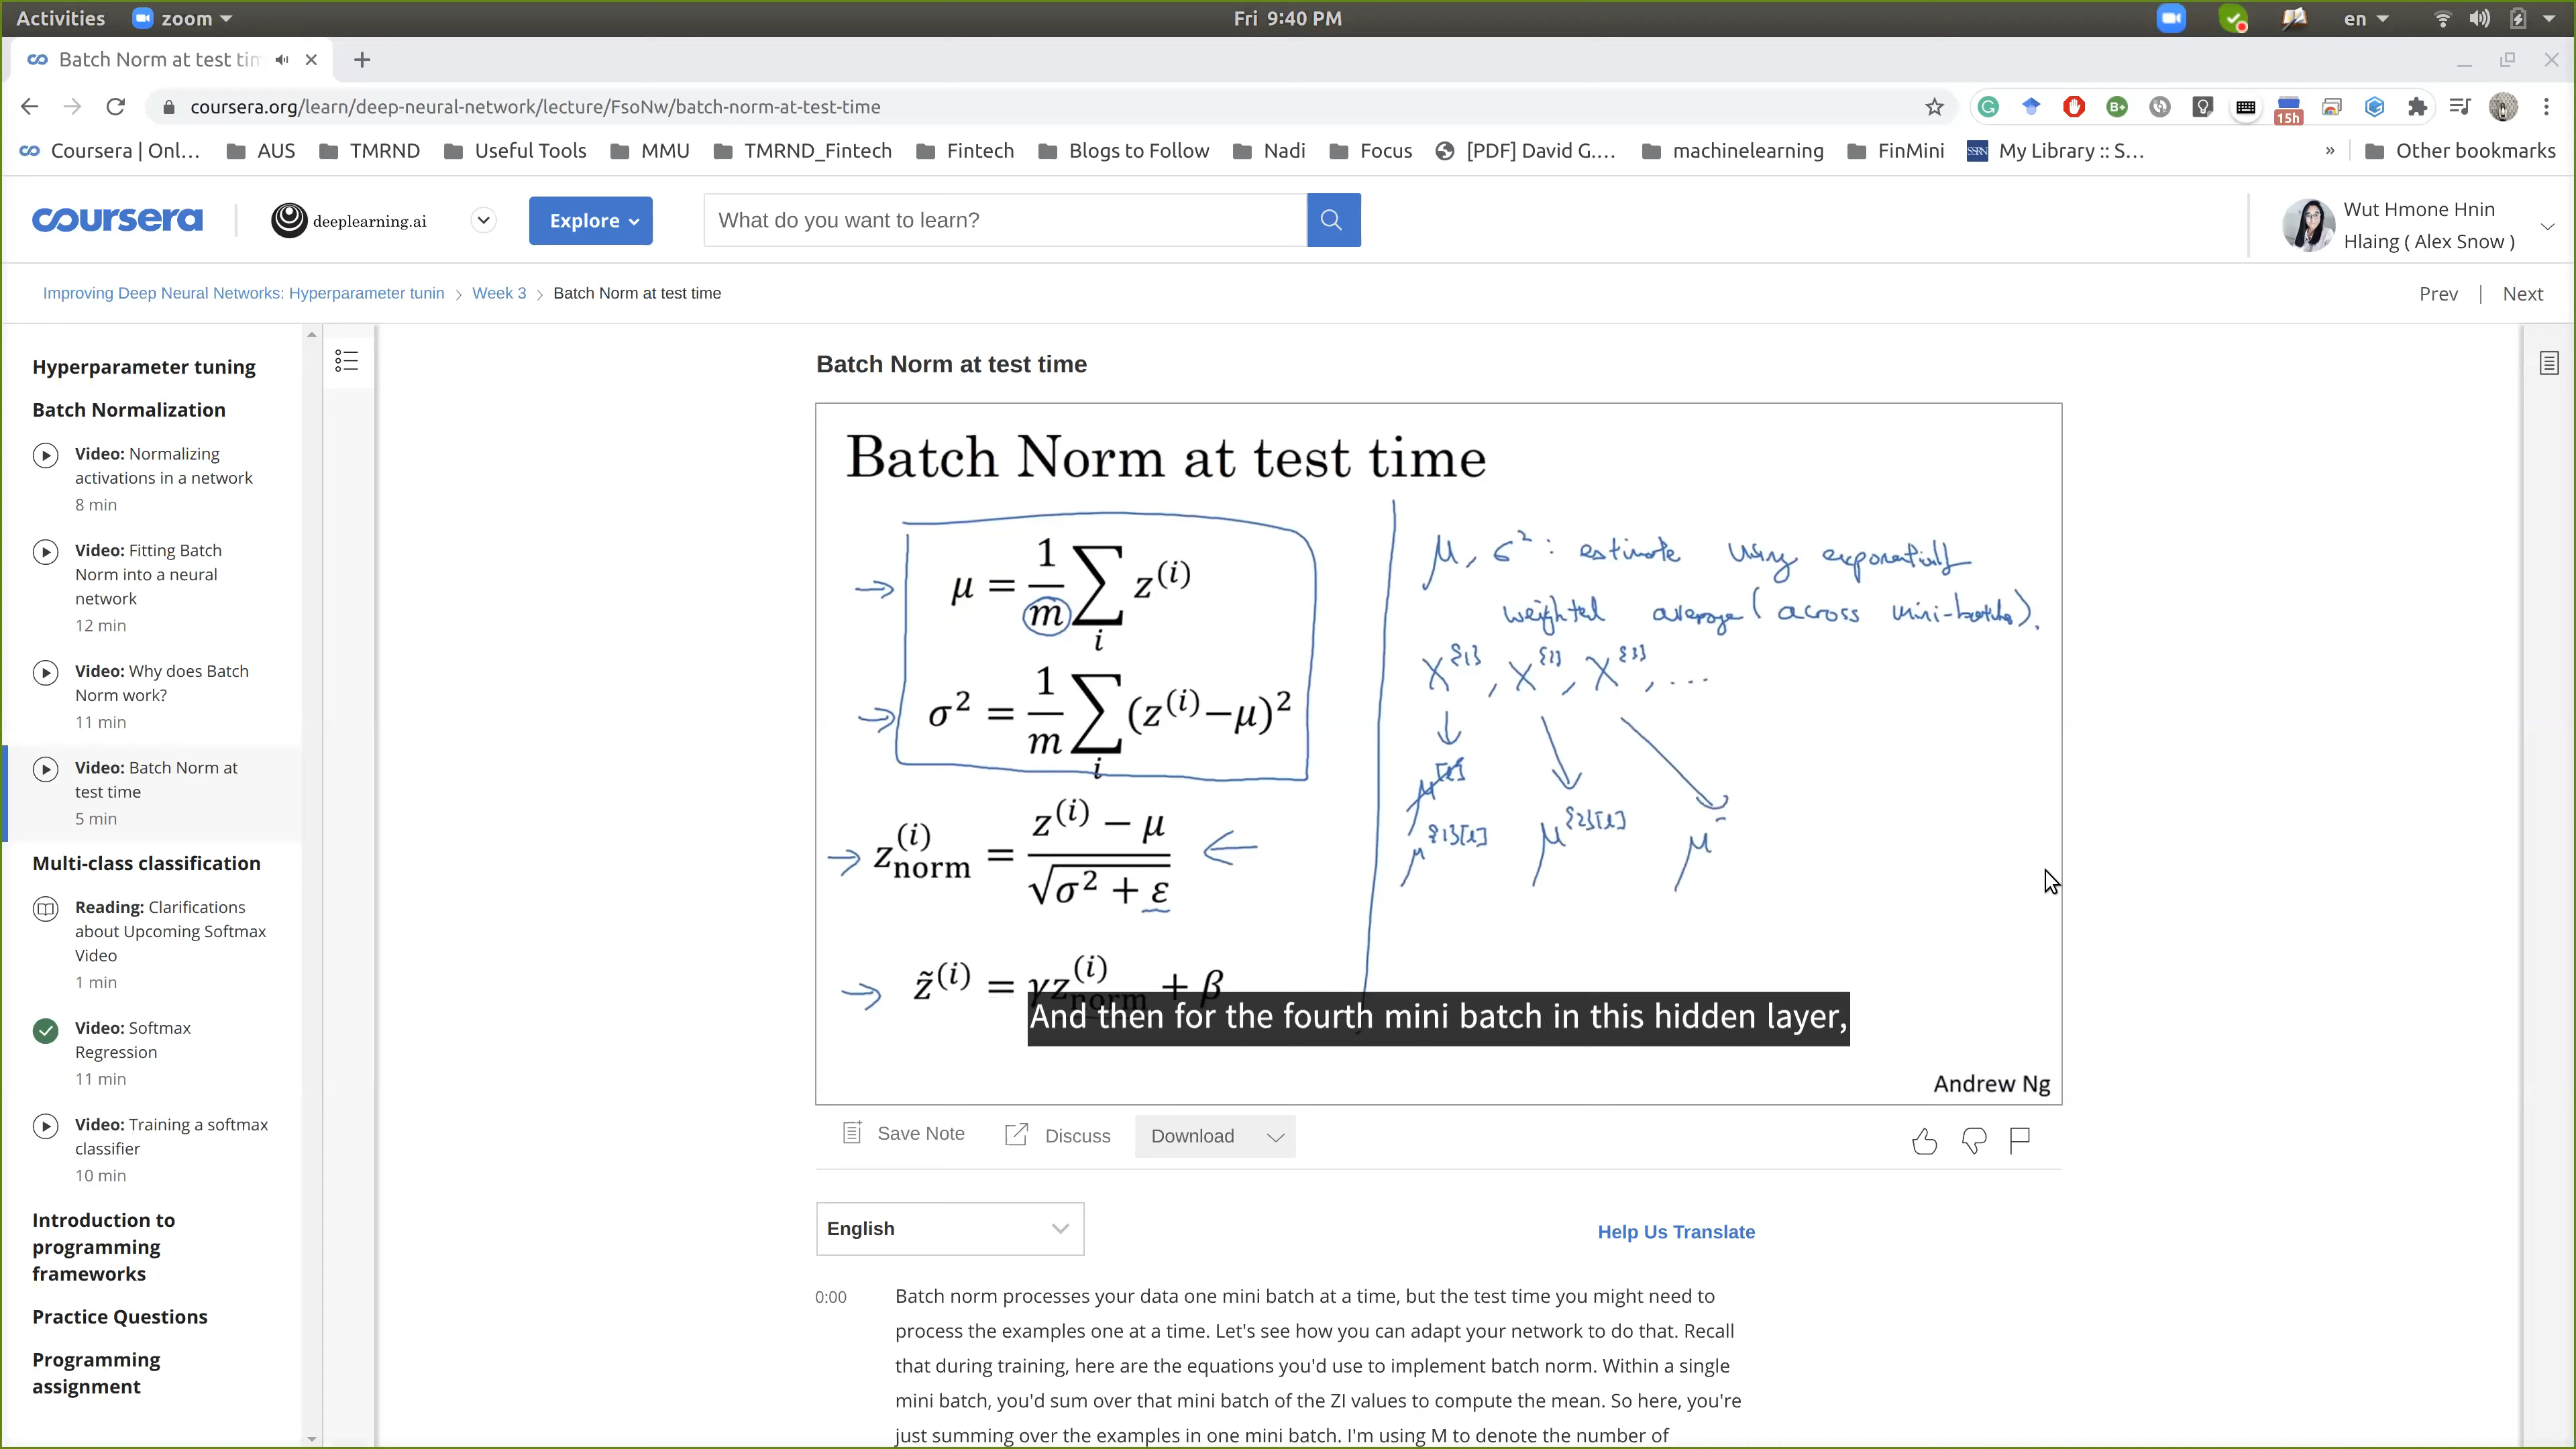 Activities zoom Fri 9:40 PM en
Batch Norm at test tim
coursera.org/learn/deep-neural-network/lecture/FsoNw/batch-norm-at-test-time
15h
Coursera | Onl... AUS TMRND Useful Tools MMU TMRND_Fintech Fintech Blogs to Follow Nadi Focus [PDF] David G.... machinelearning FinMini SSRN My Library :: S... » Other bookmarks
coursera deeplearning.ai Explore What do you want to learn?
Wut Hmone Hnin
Hlaing ( Alex Snow )
Improving Deep Neural Networks: Hyperparameter tunin > Week 3 > Batch Norm at test time
Prev | Next
Hyperparameter tuning
Batch Normalization
Video: Normalizing
activations in a network
8 min
Video: Fitting Batch
Norm into a neural
network
12 min
Video: Why does Batch
Norm work?
11 min
Video: Batch Norm at
test time
5 min
Multi-class classification
Reading: Clarifications
about Upcoming Softmax
Video
1 min
Video: Softmax
Regression
11 min
Video: Training a softmax
classifier
10 min
Introduction to
programming
frameworks
Practice Questions
Programming
assignment
Batch Norm at test time
Batch Norm at test time
μ = 1/m ∑i z^(i)
σ² = 1/m ∑i (z^(i)−μ)²
z_norm^(i) = (z^(i) − μ) / √(σ² + ε)
z̃^(i) = γz_norm^(i) + β
μ, σ²: estimate using exponentially
weighted average (across mini-batches).
X^{1}, X^{2}, X^{3}, ...
μ^[l]
μ^{1}[l] μ^{2}[l] μ
And then for the fourth mini batch in this hidden layer,
Andrew Ng
Save Note Discuss Download
English
Help Us Translate
0:00 Batch norm processes your data one mini batch at a time, but the test time you might need to
process the examples one at a time. Let's see how you can adapt your network to do that. Recall
that during training, here are the equations you'd use to implement batch norm. Within a single
mini batch, you'd sum over that mini batch of the ZI values to compute the mean. So here, you're
just summing over the examples in one mini batch. I'm using M to denote the number of